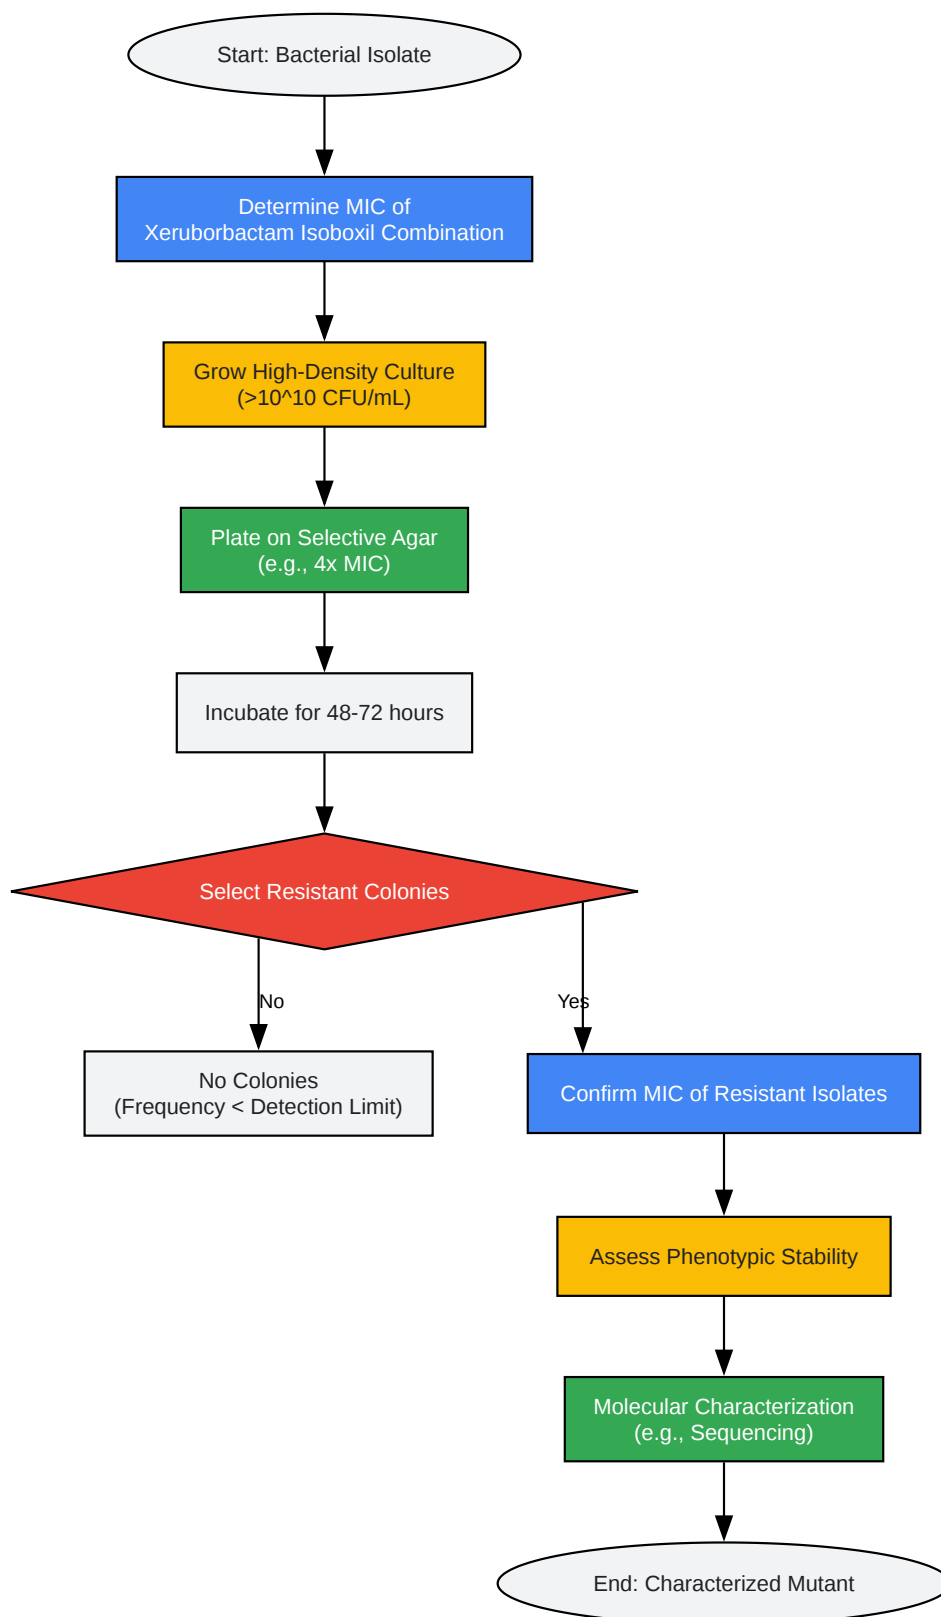 Start: Bacterial Isolate
Determine MIC of
Xeruborbactam Isoboxil Combination
Grow High-Density Culture
(>10^10 CFU/mL)
Plate on Selective Agar
(e.g., 4x MIC)
Incubate for 48-72 hours
Select Resistant Colonies
No
Yes
No Colonies
(Frequency < Detection Limit)
Confirm MIC of Resistant Isolates
Assess Phenotypic Stability
Molecular Characterization
(e.g., Sequencing)
End: Characterized Mutant